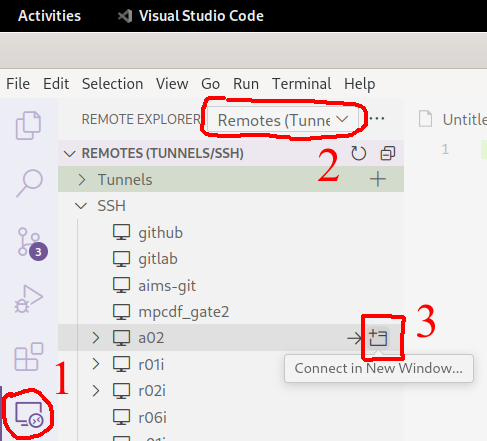 Activities Visual Studio Code
File Edit Selection View Go Run Terminal Help
REMOTE EXPLORER Remotes (Tunne ··· Untitle
REMOTES (TUNNELS/SSH) 2 1
Tunnels
SSH
github
gitlab
3
aims-git
mpcdf_gate2
3
a02
Connect in New Window...
r01i
1
r02i
r06i